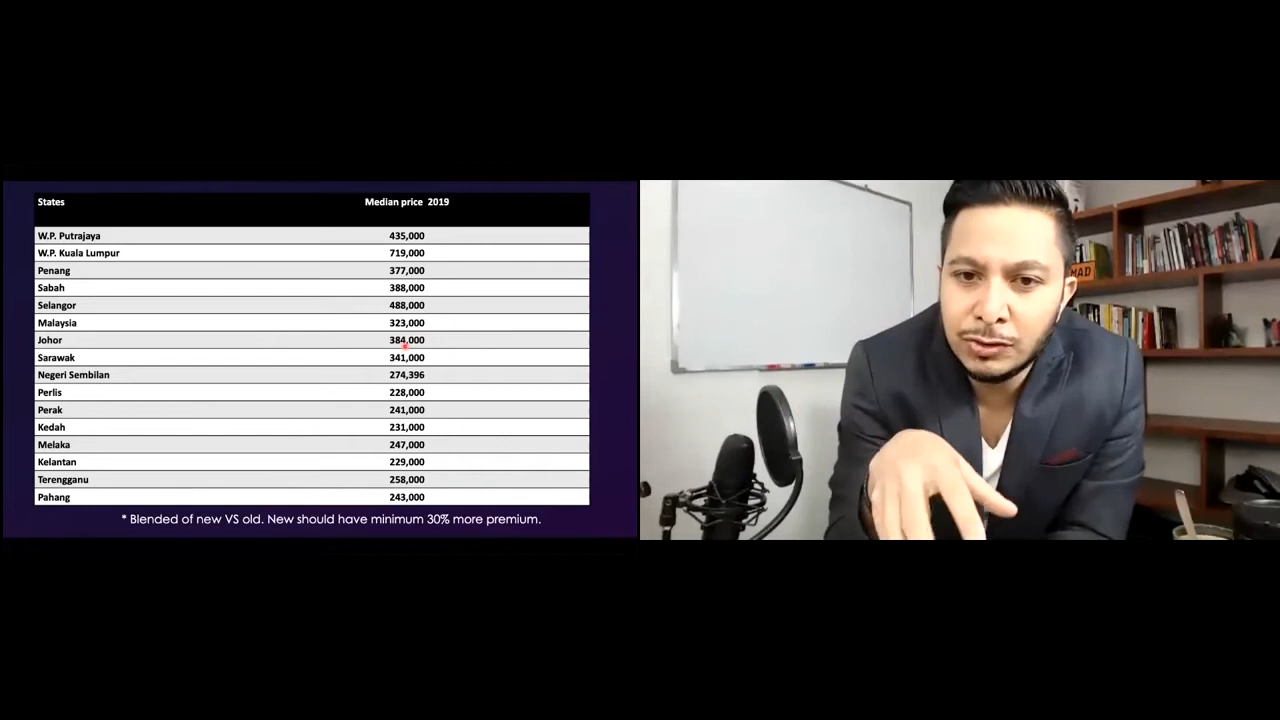 States Median price 2019
W.P. Putrajaya 435,000
W.P. Kuala Lumpur 719,000
Penang 377,000
Sabah 388,000
Selangor 488,000
Malaysia 323,000
Johor 384,000
Sarawak 341,000
Negeri Sembilan 274,396
Perlis 228,000
Perak 241,000
Kedah 231,000
Melaka 247,000
Kelantan 229,000
Terengganu 258,000
Pahang 243,000
* Blended of new VS old. New should have minimum 30% more premium.
MAD